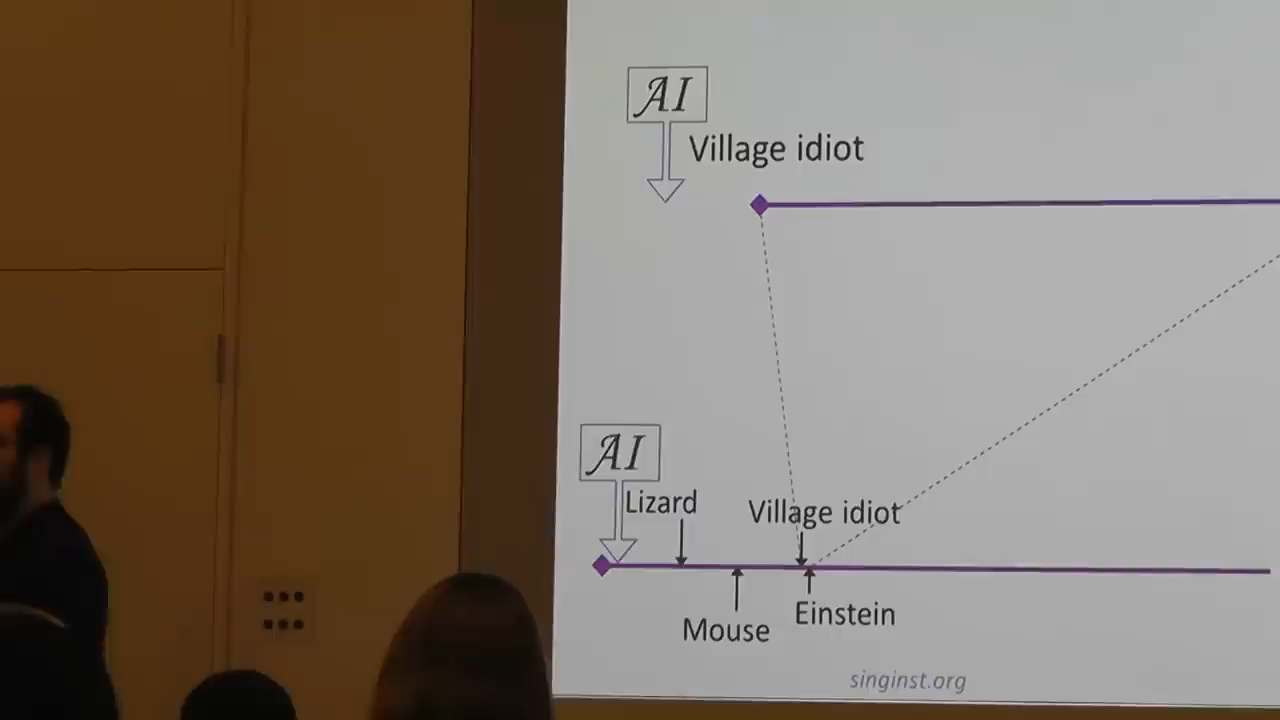 AI
Village idiot
AI
Lizard
Village idiot
Mouse
Einstein
singinst.org